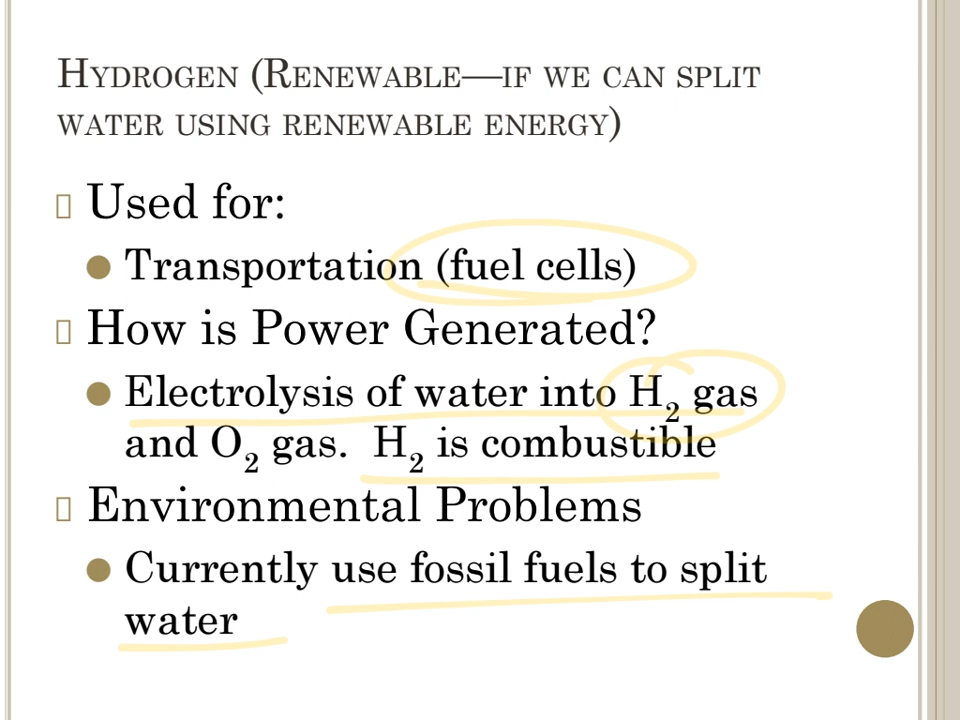 HYDROGEN (RENEWABLE—IF WE CAN SPLIT
WATER USING RENEWABLE ENERGY)
Used for:
Transportation (fuel cells)
How is Power Generated?
Electrolysis of water into H₂ gas
and O₂ gas.  H₂ is combustible
Environmental Problems
Currently use fossil fuels to split
water